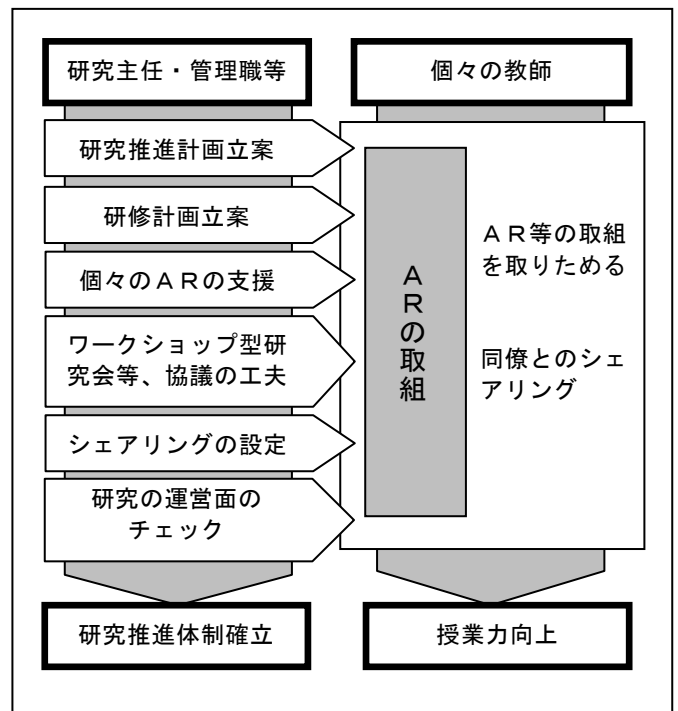 研究主任・管理職等
個々の教師
研究推進計画立案
研修計画立案
個々のＡＲの支援
ワークショップ型研
究会等、協議の工夫
シェアリングの設定
研究の運営面の
チェック
ＡＲの取組
ＡＲ等の取組
を取りためる
同僚とのシェ
アリング
研究推進体制確立
授業力向上